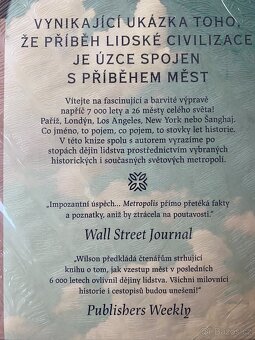 VYNIKAJÍCÍ UKÁZKA TOHO,
ŽE PŘÍBĚH LIDSKÉ CIVILIZACE
JE ÚZCE SPOJEN
S PŘÍBĚHEM MĚST
Vítejte na fascinující a barvité výpravě
napříč 7 000 lety a 26 městy celého světa!
Paříž, Londýn, Los Angeles, New York nebo Šanghaj.
Co jméno, to pojem, co pojem, to stovky let historie.
V této knize spolu s autorem vyrazíme po
stopách dějin lidstva prostřednictvím vybraných
historických i současných světových metropolí.
„Impozantní úspěch... Metropolis přímo přetéká fakty
a poznatky, aniž by ztrácela na poutavosti.“
Wall Street Journal
„Wilson předkládá čtenářům strhující
knihu o tom, jak vzestup měst v posledních
6 000 letech ovlivnil dějiny lidstva. Všichni milovníci
historie i cestopisů budou uneseni!“
Publishers Weekly